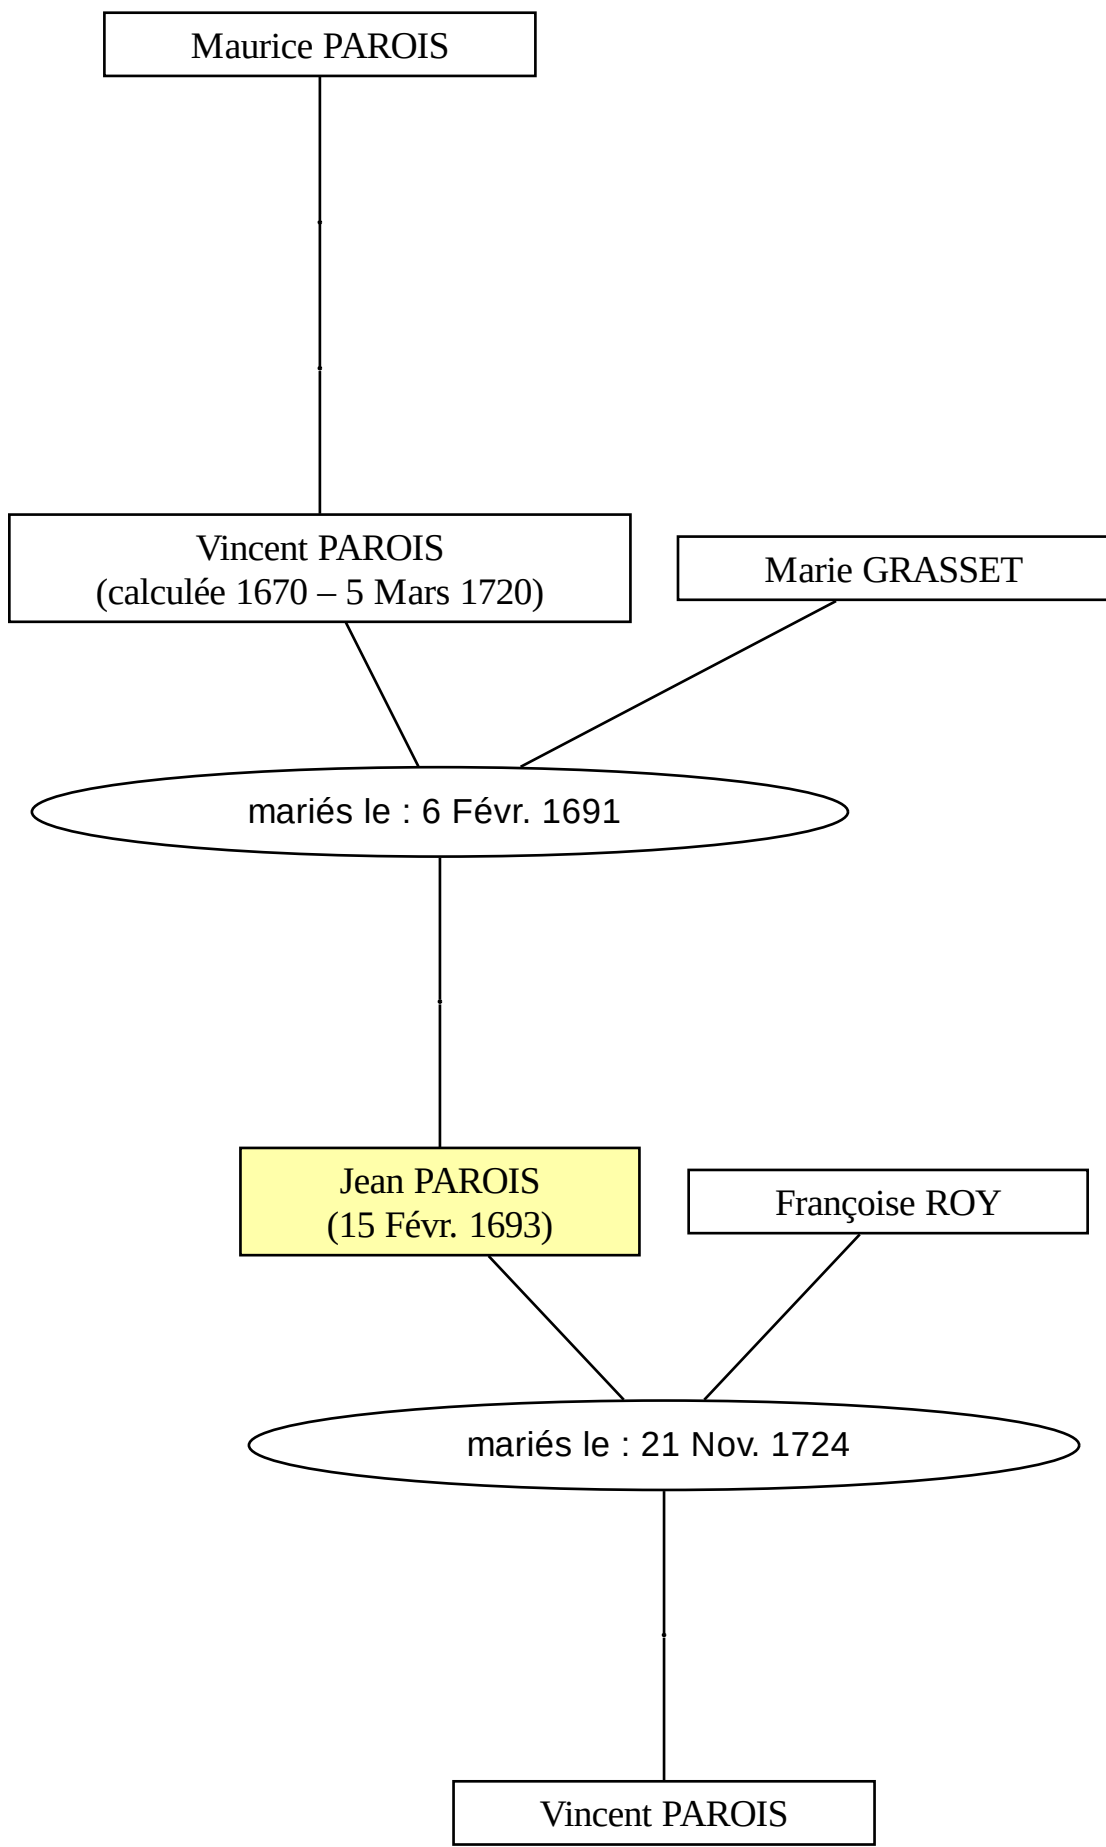 Maurice PAROIS
Vincent PAROIS
(calculée 1670 – 5 Mars 1720)
Marie GRASSET
mariés le : 6 Févr. 1691
Jean PAROIS
(15 Févr. 1693)
Françoise ROY
mariés le : 21 Nov. 1724
Vincent PAROIS